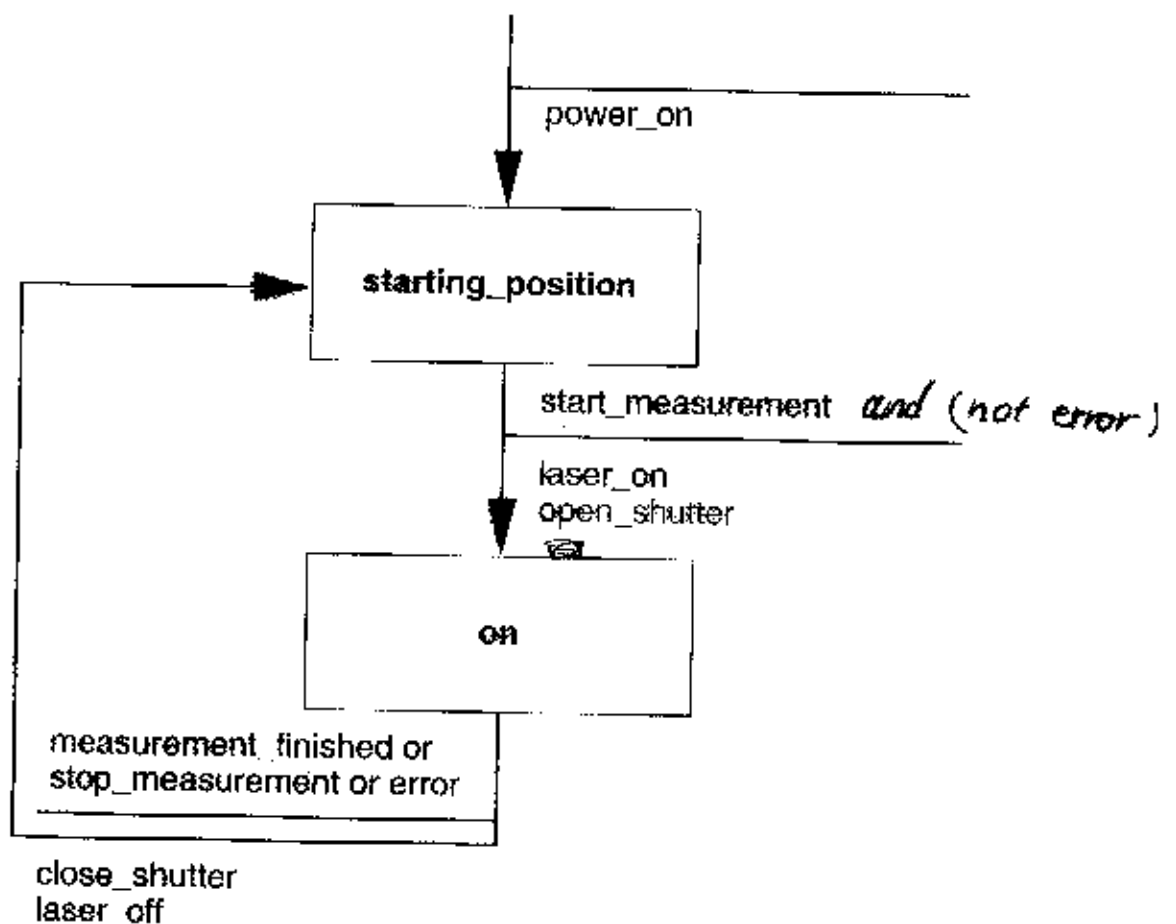 power_on
starting_position
start_measurement and (not error)
laser_on
open_shutter
on
measurement_finished or
stop_measurement or error
close_shutter
laser_off